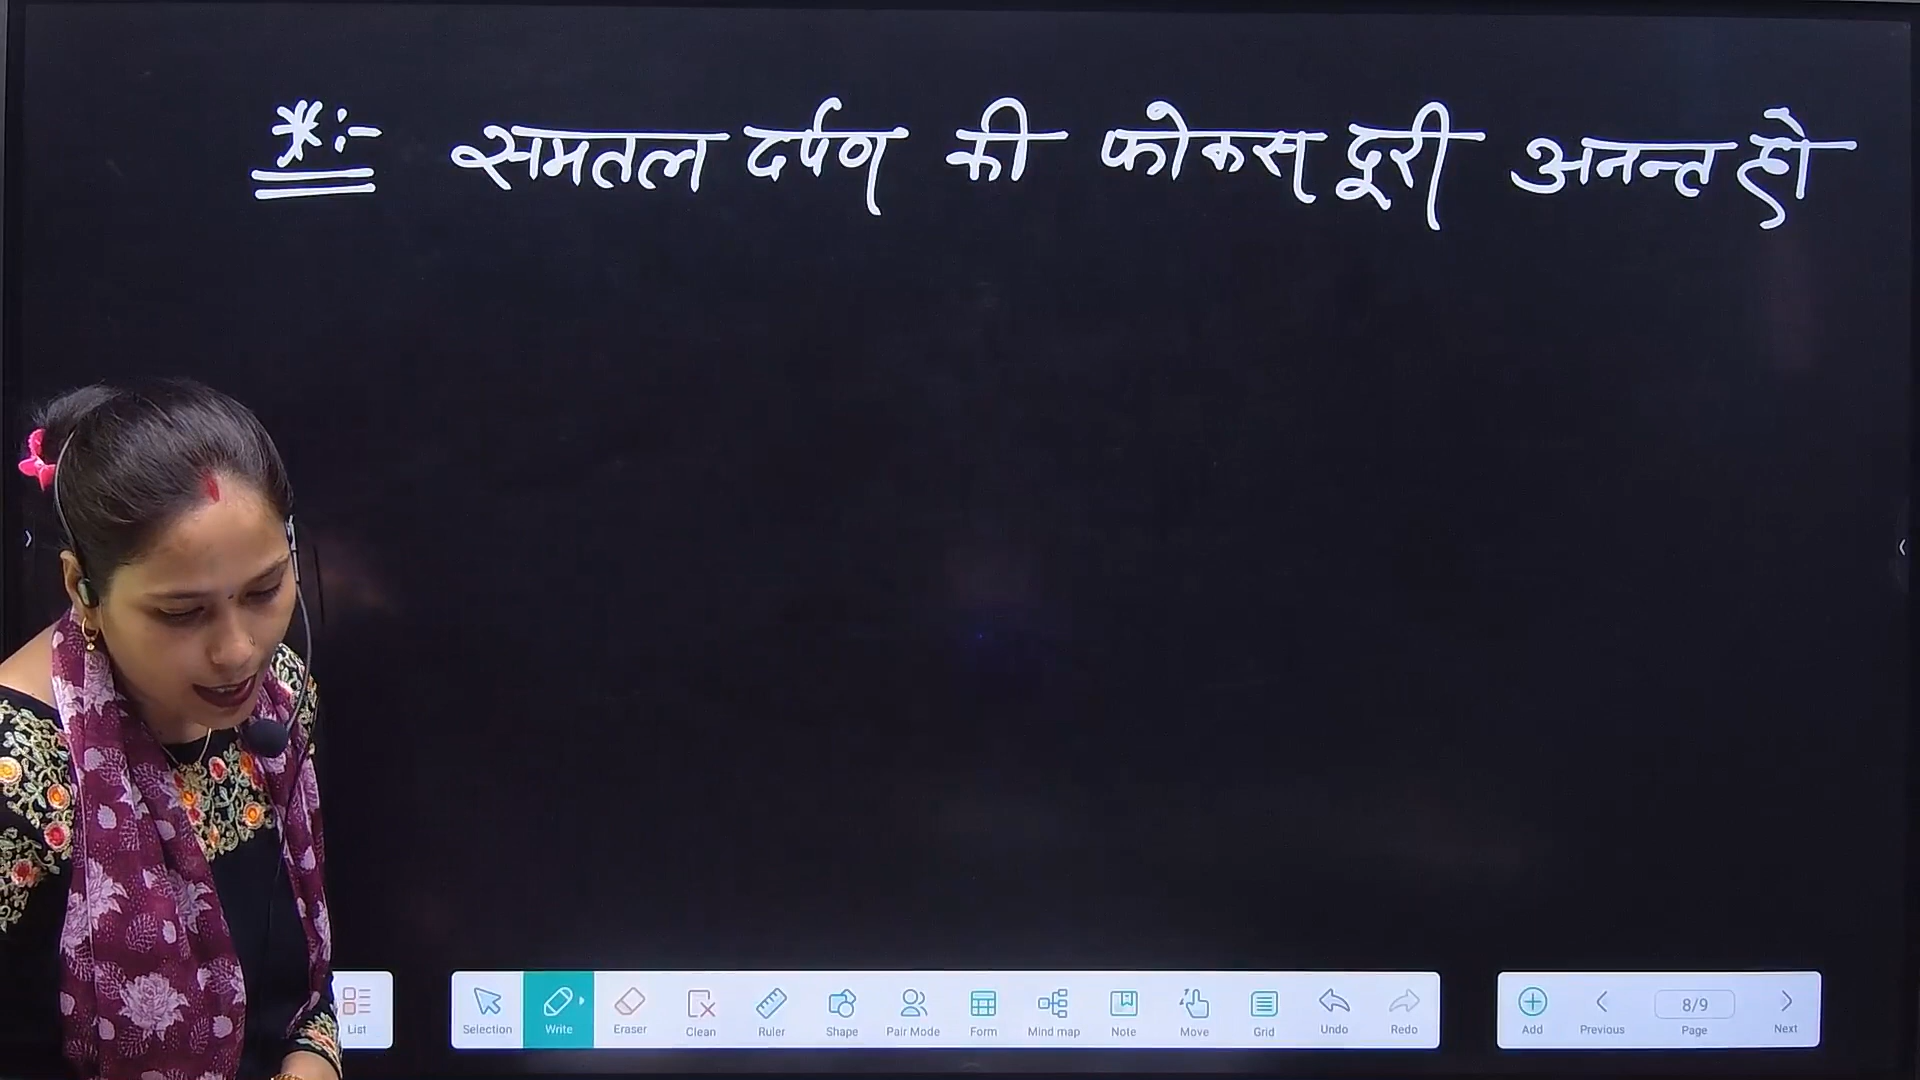 *:- समतल दर्पण की फोकस दूरी अनन्त हो
List
Selection Write Eraser Clean Ruler Shape Pair Mode Form Mind map Note Move Grid Undo Redo
Add Previous 8/9 Page Next